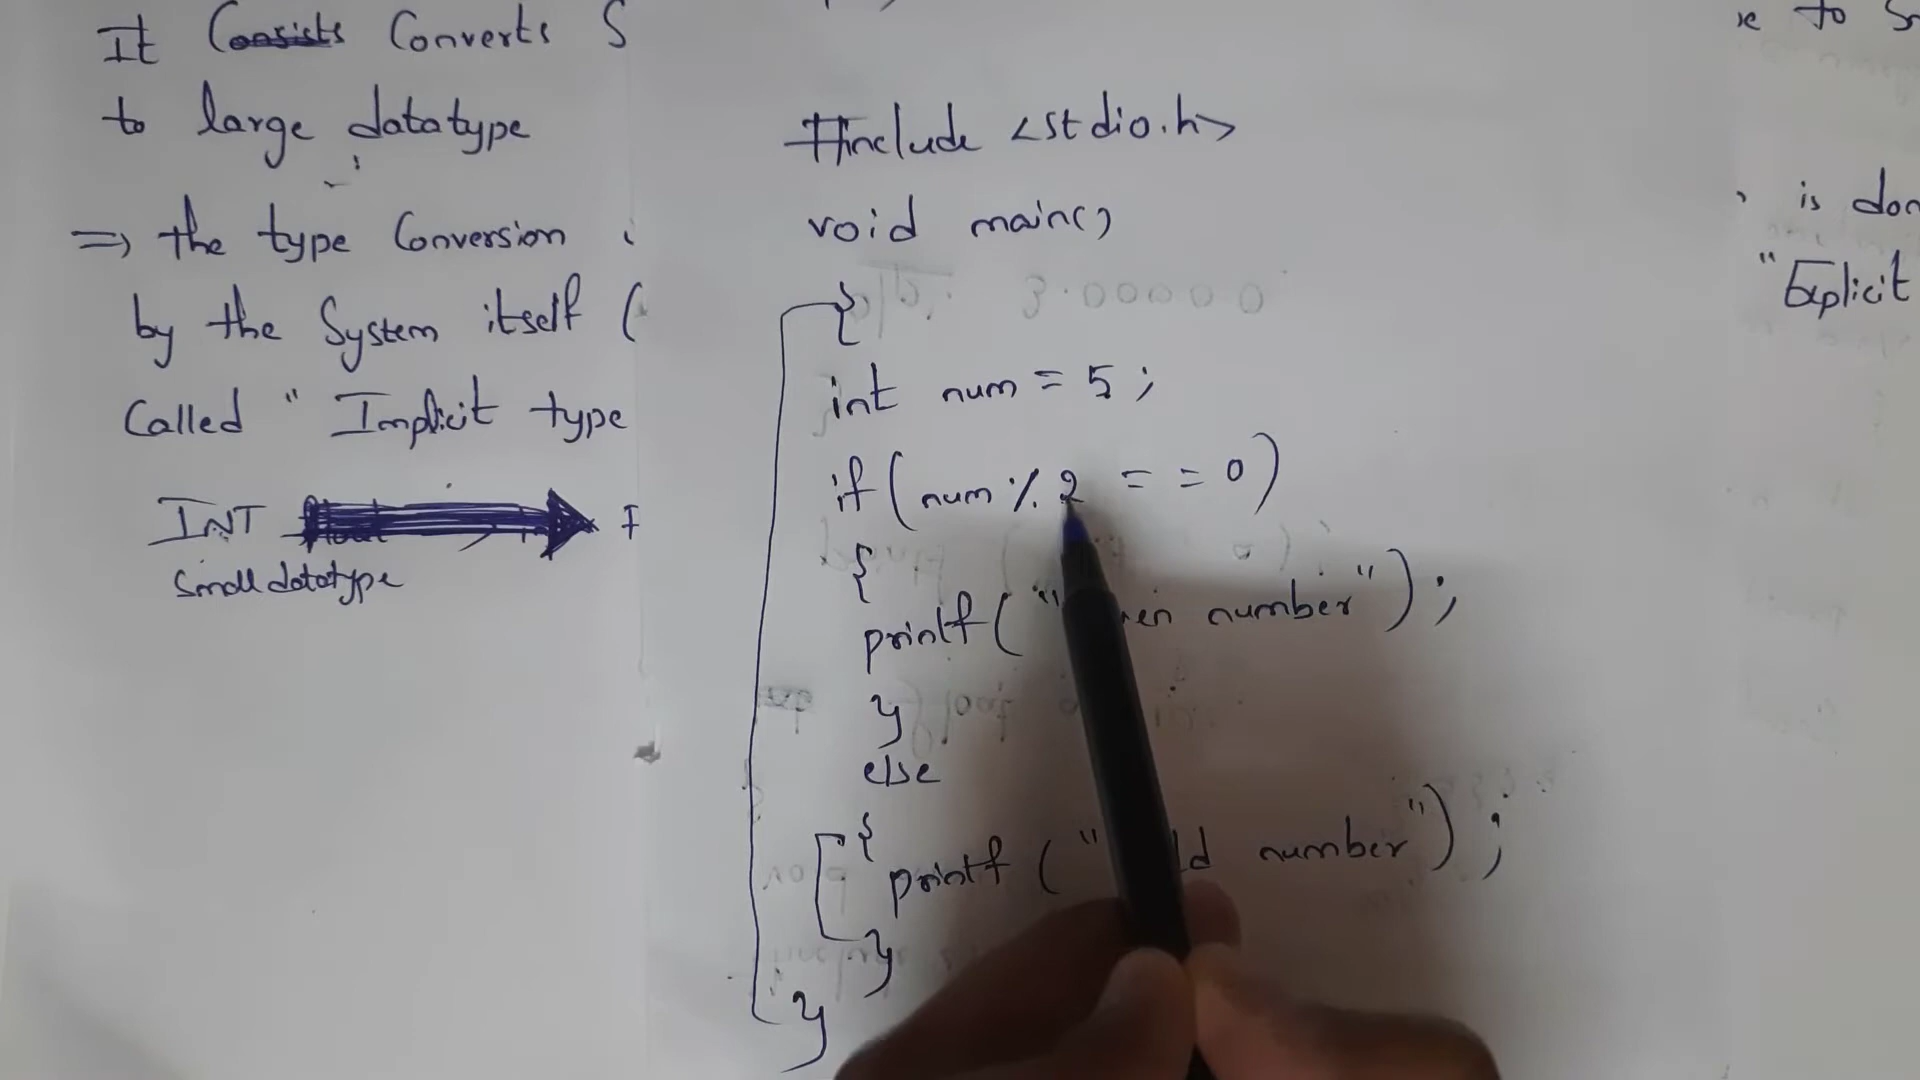 It Consists Converts S
to large datatype
=> the type Conversion
by the System itself (
Called " Implicit type
INT
Small datatype
#include <stdio.h>
void main()
{
int num = 5 ;
if ( num % 2 = = 0 )
{
printf ( " number " ) ;
}
else
{
printf ( " number " ) ;
}
}
to
is
" Explicit